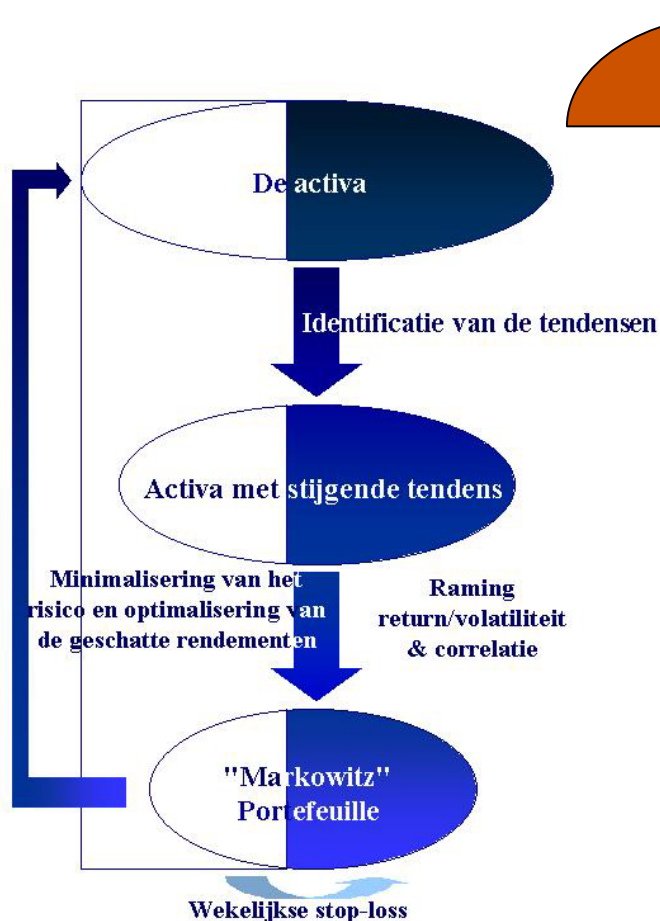 De activa
Identificatie van de tendensen
Activa met stijgende tendens
Minimalisering van het
risico en optimalisering van
de geschatte rendementen
Raming
return/volatiliteit
& correlatie
"Markowitz"
Portefeuille
Wekelijkse stop-loss